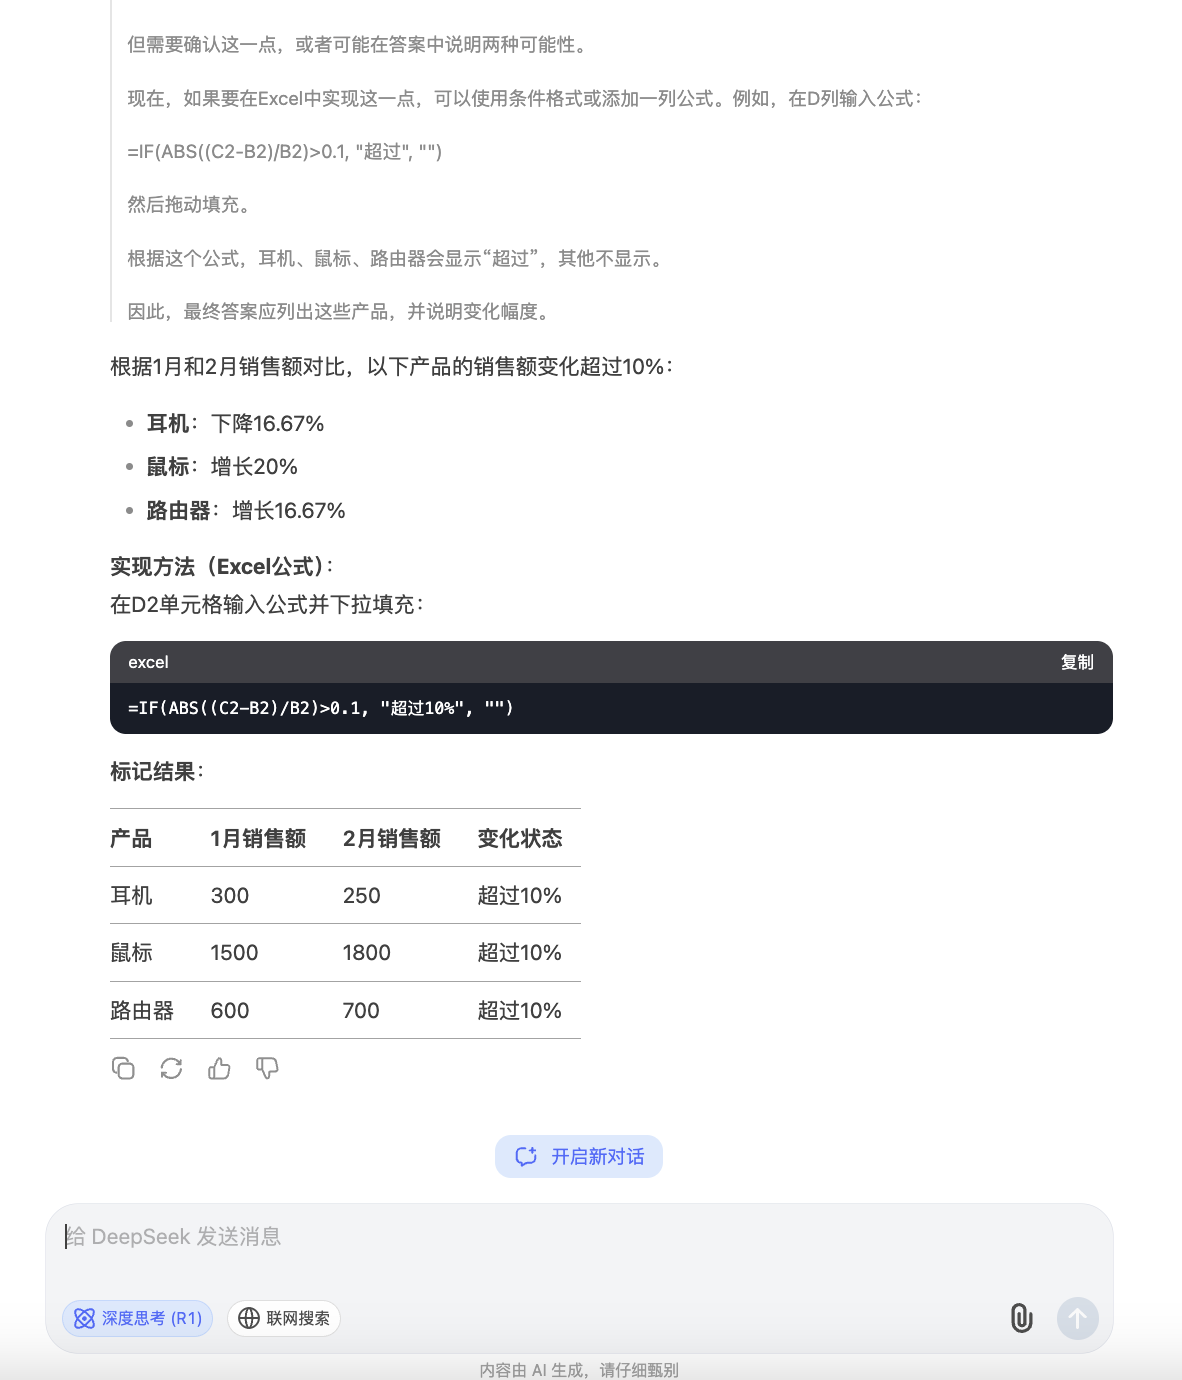 但需要确认这一点，或者可能在答案中说明两种可能性。
现在，如果要在Excel中实现这一点，可以使用条件格式或添加一列公式。例如，在D列输入公式：
=IF(ABS((C2-B2)/B2)>0.1, "超过", "")
然后拖动填充。
根据这个公式，耳机、鼠标、路由器会显示“超过”，其他不显示。
因此，最终答案应列出这些产品，并说明变化幅度。
根据1月和2月销售额对比，以下产品的销售额变化超过10%：
• 耳机：下降16.67%
• 鼠标：增长20%
• 路由器：增长16.67%
实现方法（Excel公式）：
在D2单元格输入公式并下拉填充：
excel 复制
=IF(ABS((C2-B2)/B2)>0.1, "超过10%", "")
标记结果：
产品 1月销售额 2月销售额 变化状态
耳机 300 250 超过10%
鼠标 1500 1800 超过10%
路由器 600 700 超过10%
开启新对话
给 DeepSeek 发送消息
深度思考 (R1) 联网搜索
内容由 AI 生成，请仔细甄别